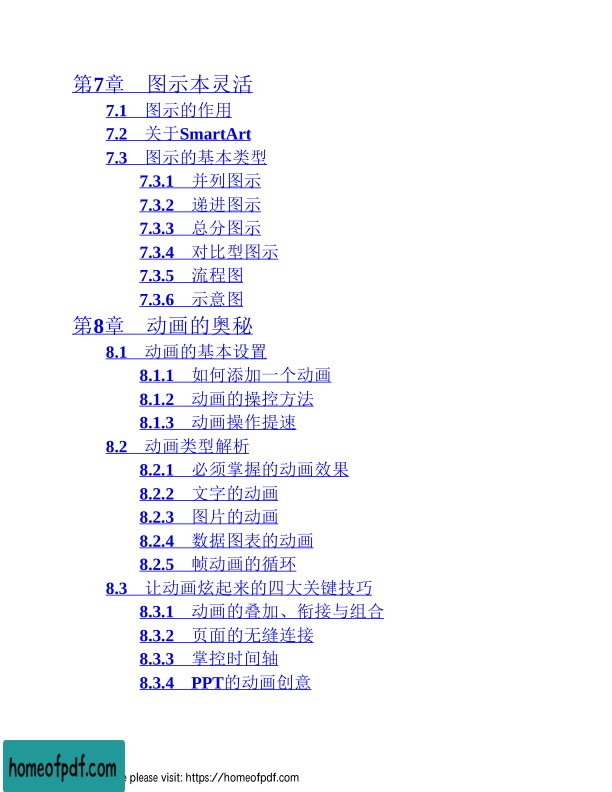 第7章　图示本灵活
7.1　图示的作用
7.2　关于SmartArt
7.3　图示的基本类型
7.3.1　并列图示
7.3.2　递进图示
7.3.3　总分图示
7.3.4　对比型图示
7.3.5　流程图
7.3.6　示意图
第8章　动画的奥秘
8.1　动画的基本设置
8.1.1　如何添加一个动画
8.1.2　动画的操控方法
8.1.3　动画操作提速
8.2　动画类型解析
8.2.1　必须掌握的动画效果
8.2.2　文字的动画
8.2.3　图片的动画
8.2.4　数据图表的动画
8.2.5　帧动画的循环
8.3　让动画炫起来的四大关键技巧
8.3.1　动画的叠加、衔接与组合
8.3.2　页面的无缝连接
8.3.3　掌控时间轴
8.3.4　PPT的动画创意
homeofpdf.com
please visit: https://homeofpdf.com